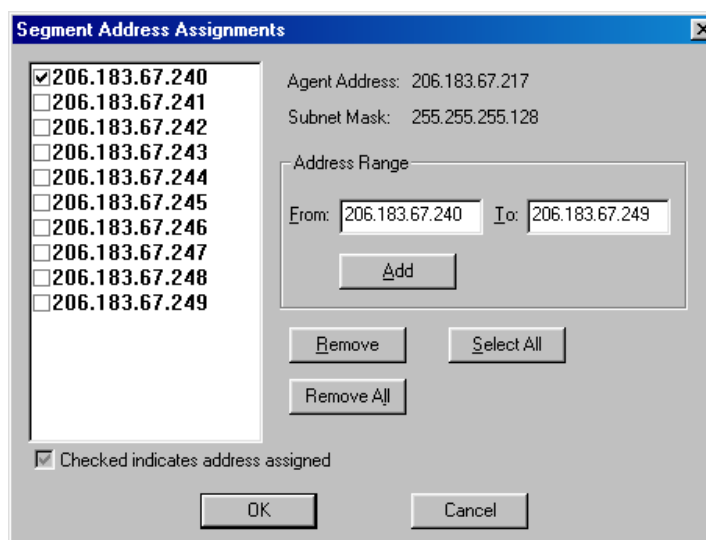 Segment Address Assignments
206.183.67.240
206.183.67.241
206.183.67.242
206.183.67.243
206.183.67.244
206.183.67.245
206.183.67.246
206.183.67.247
206.183.67.248
206.183.67.249
Agent Address: 206.183.67.217
Subnet Mask: 255.255.255.128
Address Range
From: 206.183.67.240 To: 206.183.67.249
Add
Remove Select All
Remove All
Checked indicates address assigned
OK Cancel